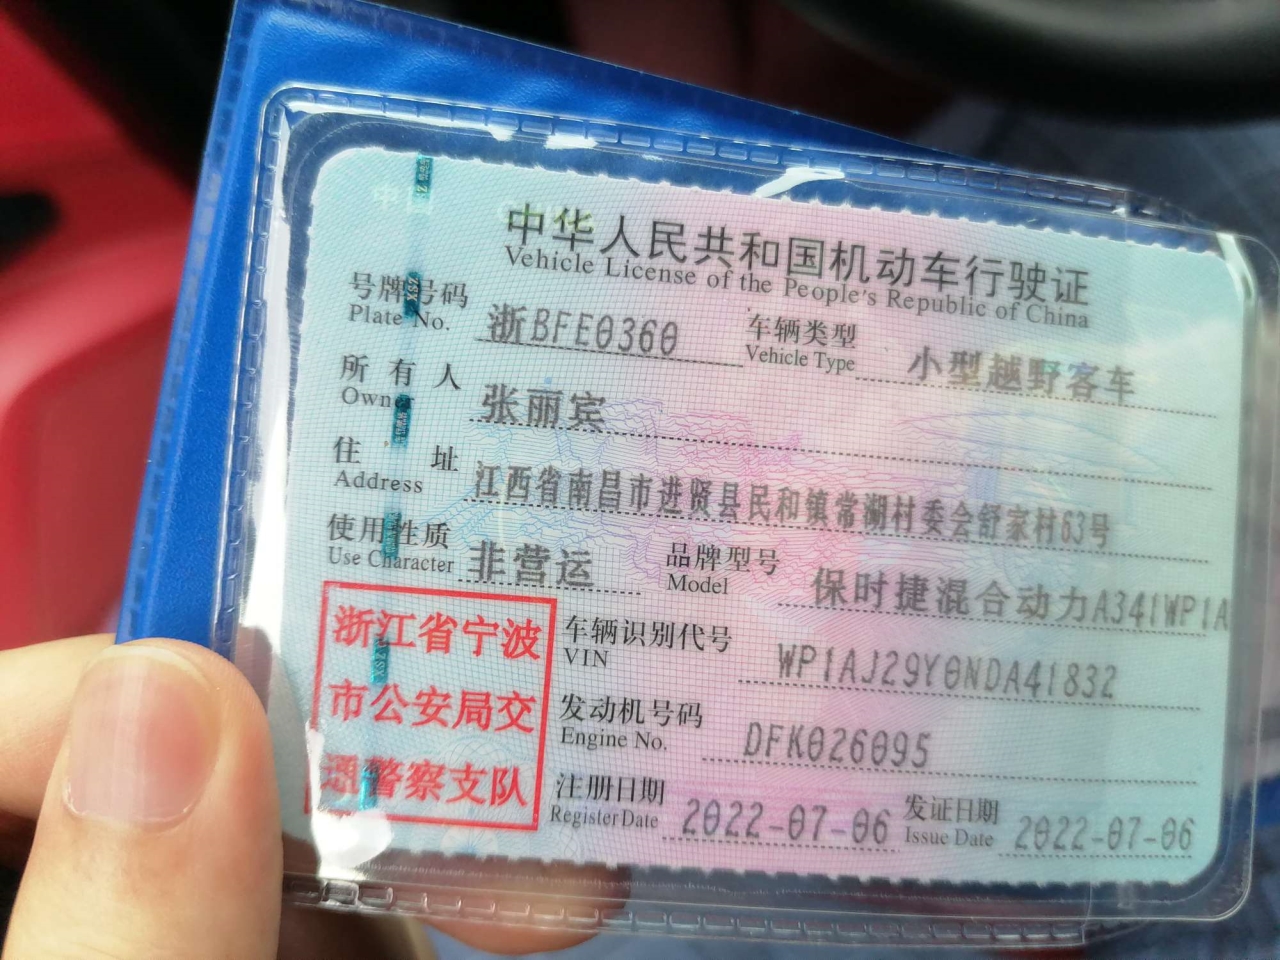 中华人民共和国机动车行驶证
Vehicle License of the People's Republic of China
号牌号码 浙BFE0360 车辆类型 小型越野客车
Plate No. Vehicle Type
所有人 张丽宾
Owner
住址 江西省南昌市进贤县民和镇常湖村委会舒家村63号
Address
使用性质 非营运 品牌型号 保时捷混合动力A341WP1A
Use Character Model
浙江省宁波
市公安局交
通警察支队
车辆识别代号 WP1AJ29Y0NDA41832
VIN
发动机号码 DFK026095
Engine No.
注册日期 2022-07-06 发证日期 2022-07-06
Register Date Issue Date